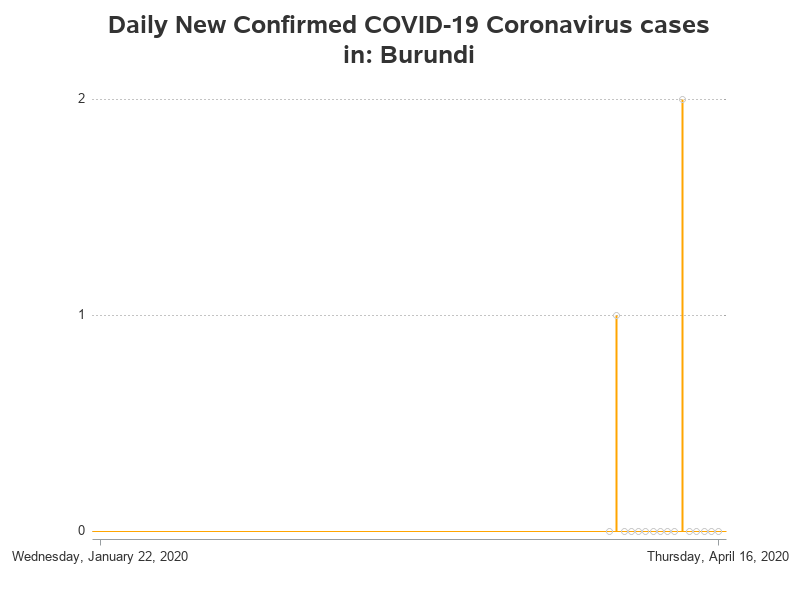 Daily New Confirmed COVID-19 Coronavirus cases
in: Burundi
2
1
0
Wednesday, January 22, 2020
Thursday, April 16, 2020